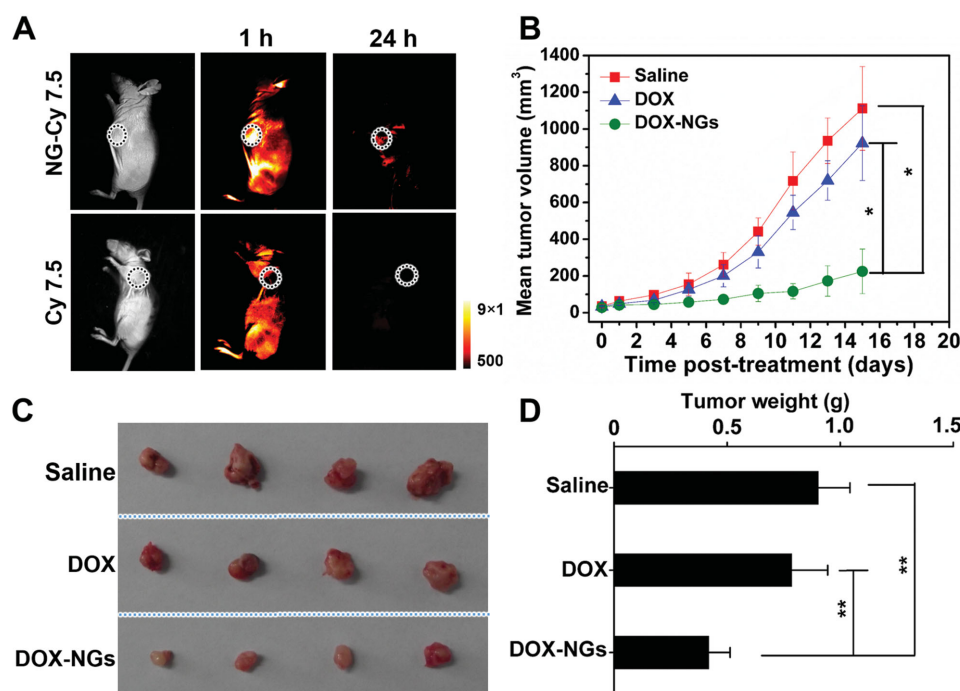 A
1 h
24 h
NG-Cy 7.5
Cy 7.5
9×1
500
B
Mean tumor volume (mm³)
1400
1200
1000
800
600
400
200
0
Saline
DOX
DOX-NGs
*
*
0 2 4 6 8 10 12 14 16 18 20
Time post-treatment (days)
C
Saline
DOX
DOX-NGs
D
Tumor weight (g)
0 0.5 1.0 1.5
Saline
DOX
DOX-NGs
**
**